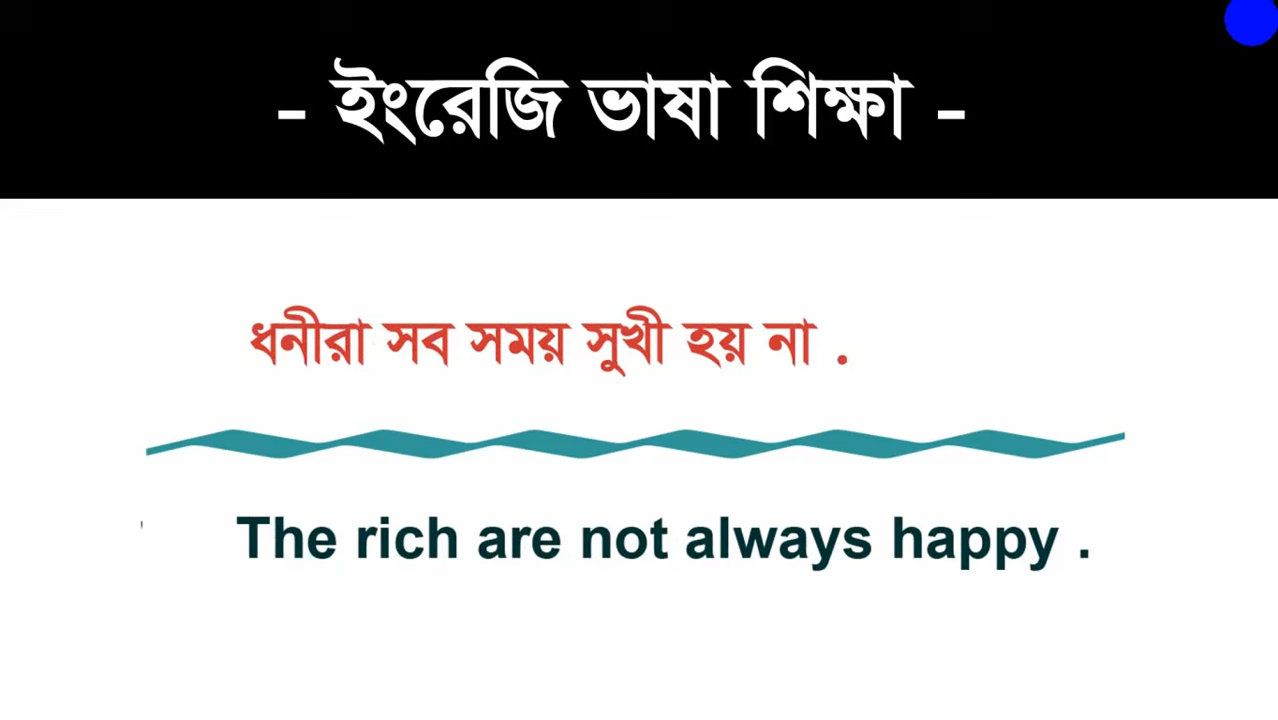 - ইংরেজি ভাষা শিক্ষা -
ধনীরা সব সময় সুখী হয় না .
The rich are not always happy .